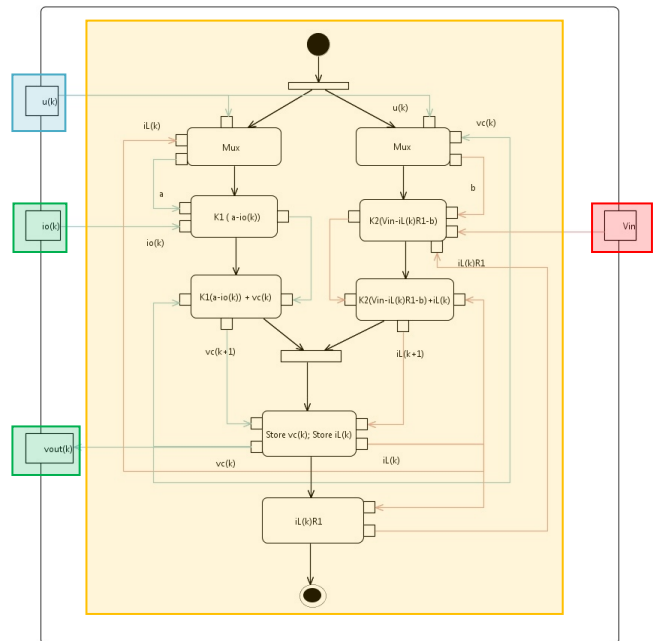 u(k)
u(k)
iL(k)
vc(k)
Mux
Mux
a
b
K1 ( a-io(k))
K2(Vin-iL(k)R1-b)
io(k)
Vin
io(k)
iL(k)R1
K1(a-io(k)) + vc(k)
K2(Vin-iL(k)R1-b)+iL(k)
vc(k+1)
iL(k+1)
Store vc(k); Store iL(k)
vout(k)
vc(k)
iL(k)
iL(k)R1